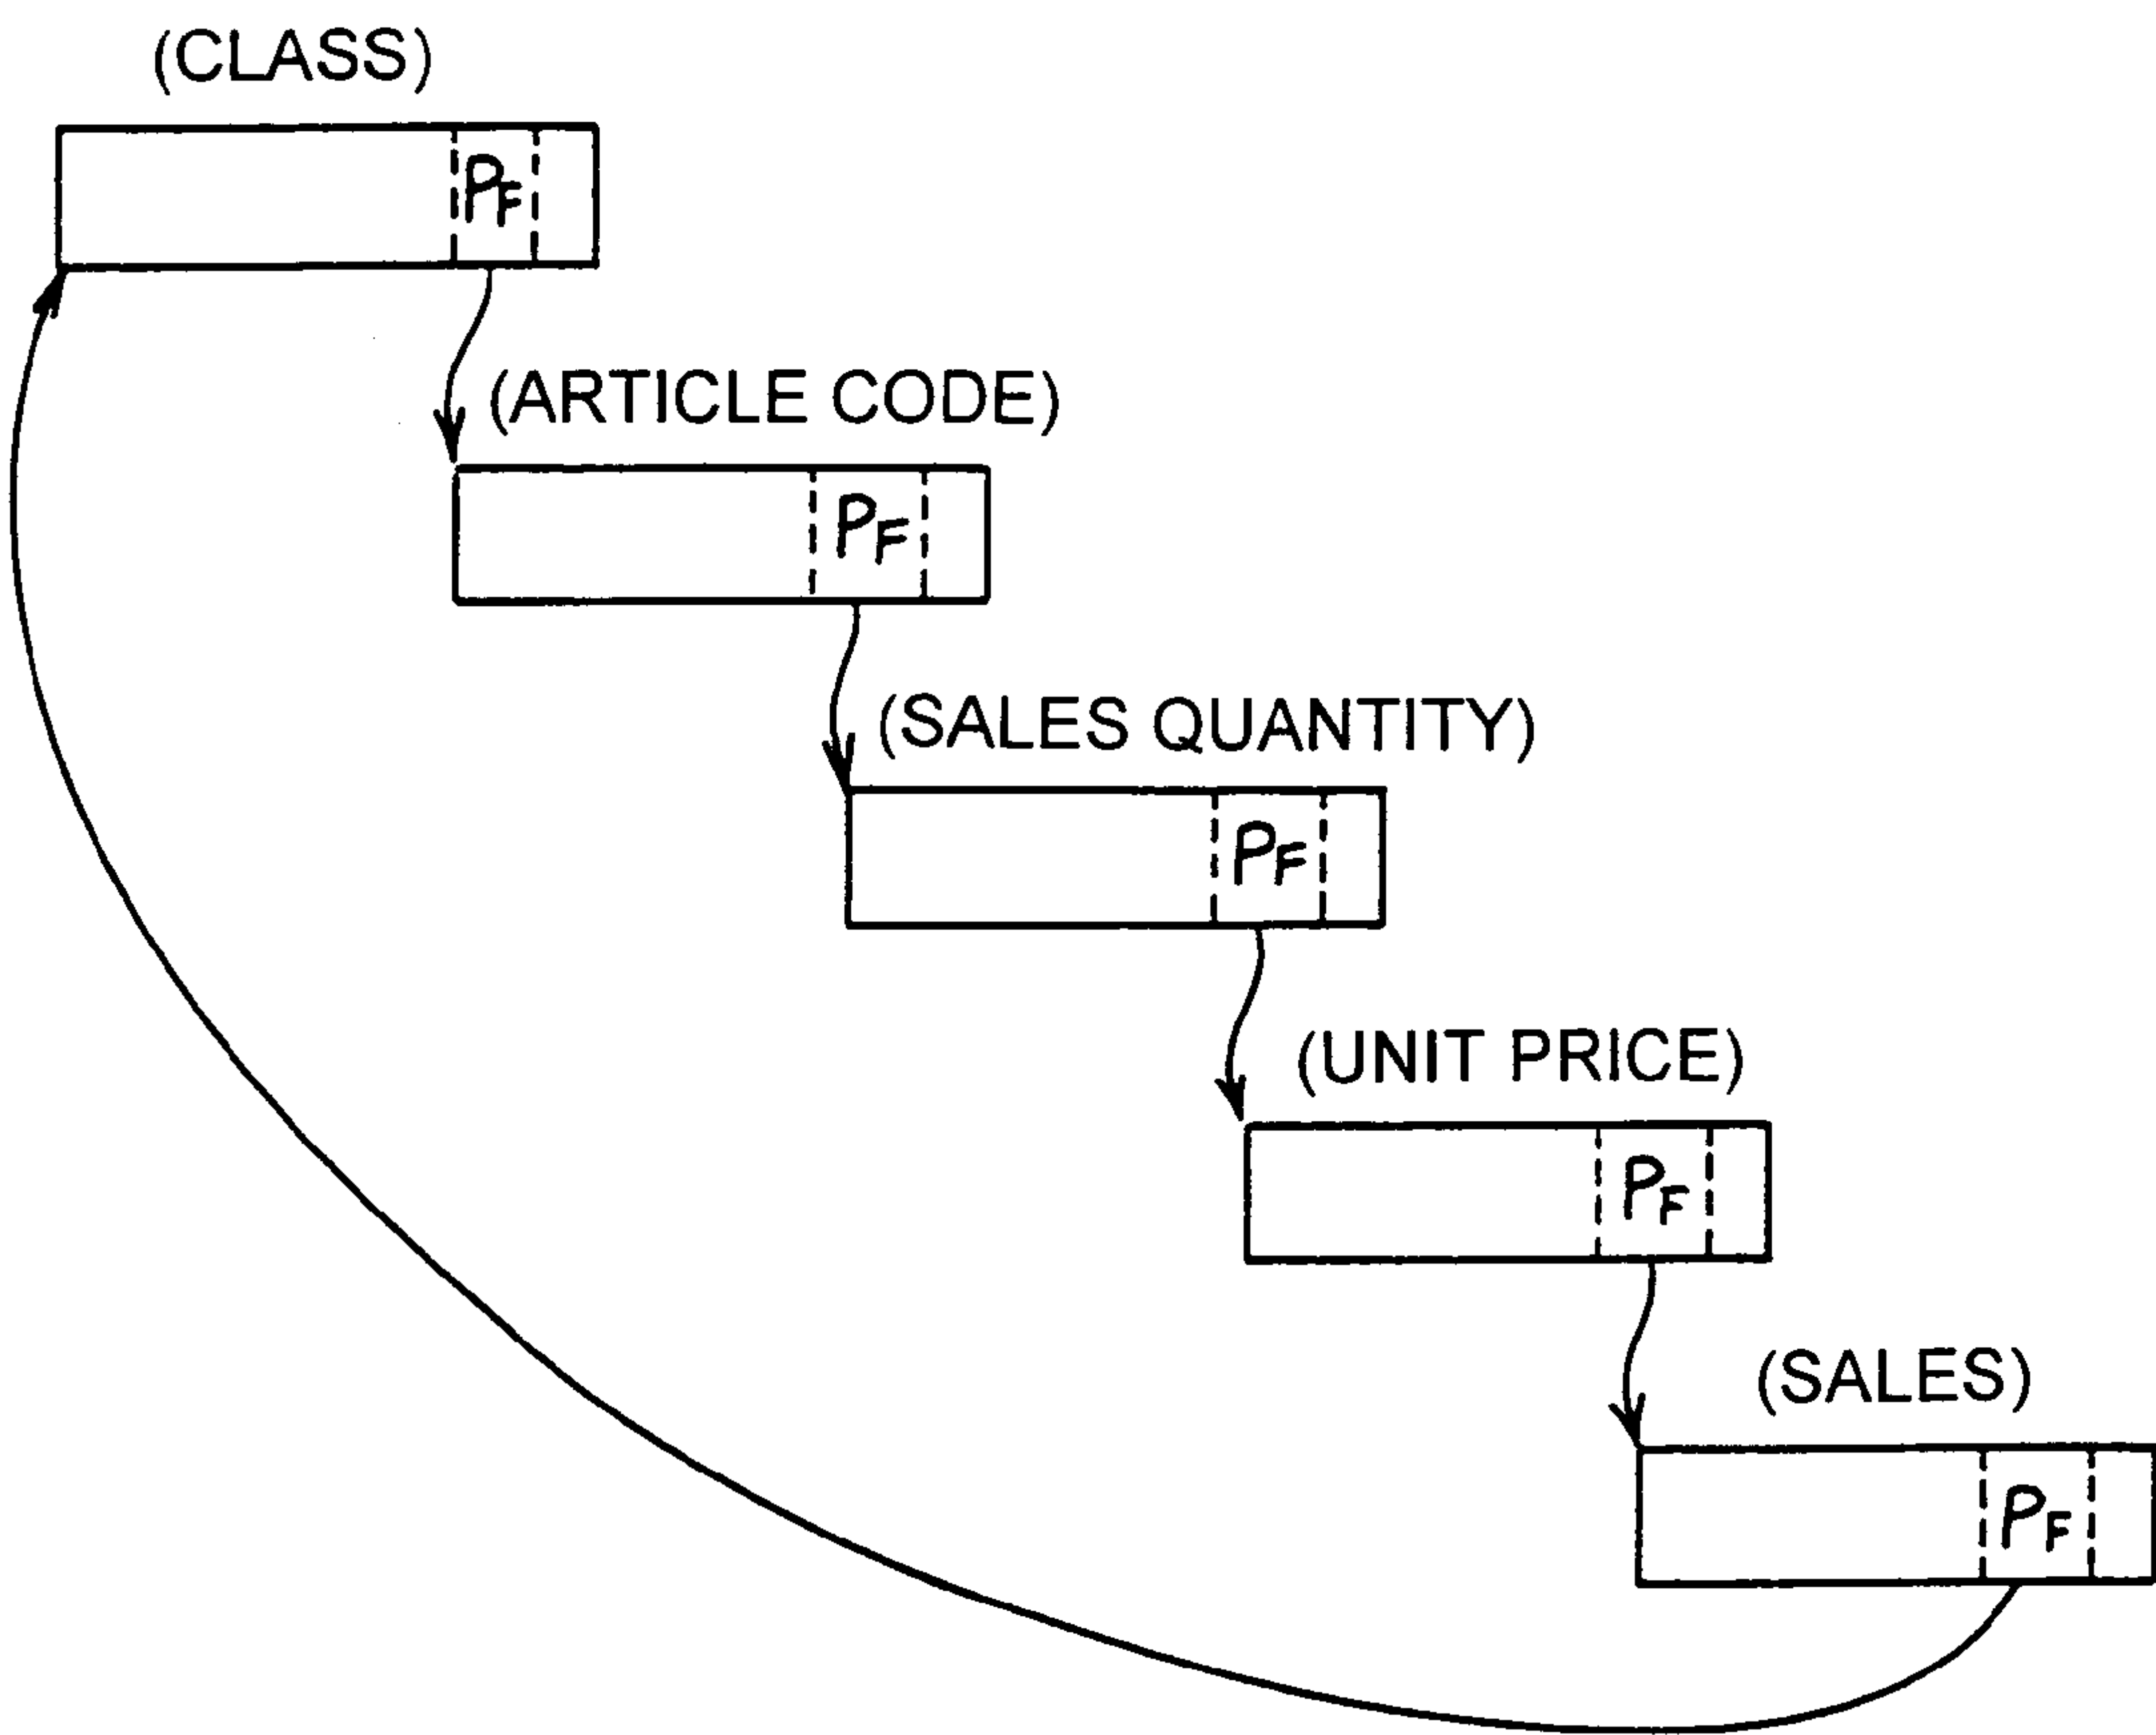 (CLASS)
PF
(ARTICLE CODE)
PF
(SALES QUANTITY)
PF
(UNIT PRICE)
PF
(SALES)
PF